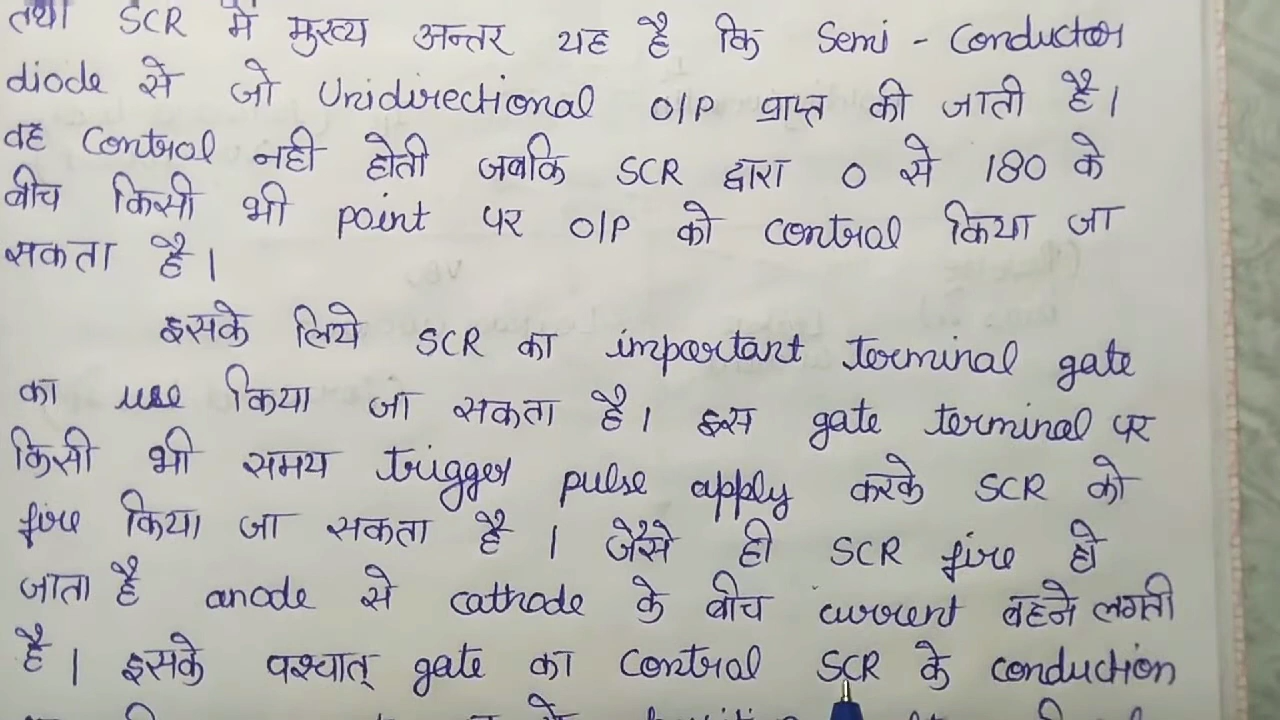 तथा SCR में मुख्य अन्तर यह है कि Semi - Conductor
diode से जो Unidirectional O/P प्राप्त की जाती है।
वह Control नही होती जबकि SCR द्वारा 0 से 180 के
बीच किसी भी point पर O/P को control किया जा
सकता है।
इसके लिये SCR का important terminal gate
का use किया जा सकता है। इस gate terminal पर
किसी भी समय trigger pulse apply करके SCR को
fire किया जा सकता है । जैसे ही SCR fire हो
जाता है anode से cathode के बीच current बहने लगती
है । इसके पश्चात् gate का Control SCR के conduction